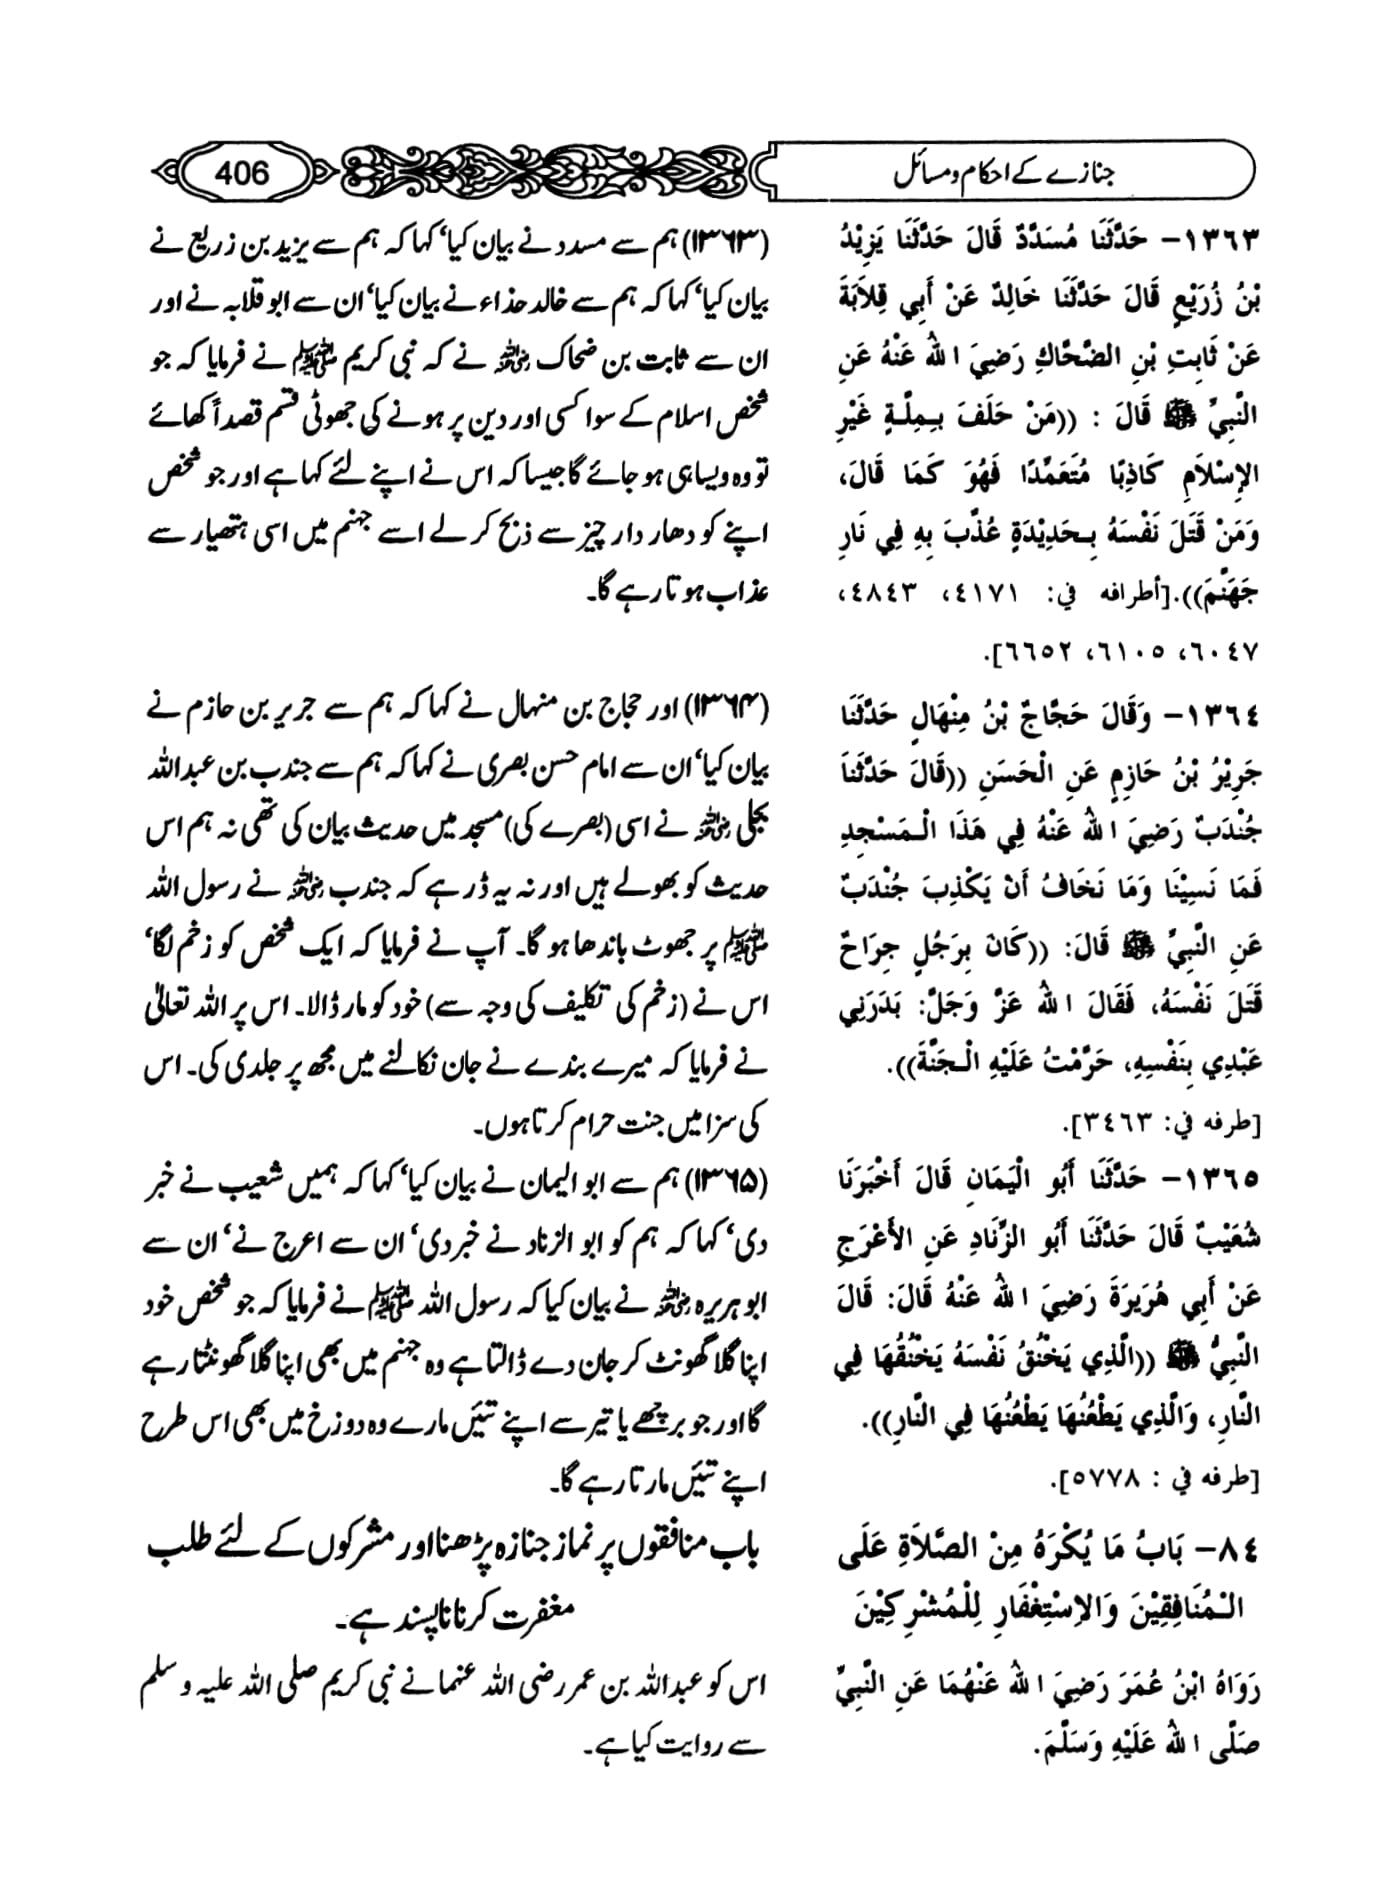 جنازے کے احکام و مسائل
406
١٣٦٣- حَدَّثَنَا مُسَدَّدٌ قَالَ حَدَّثَنَا يَزِيْدُ
بْنُ زُرَيْعٍ قَالَ حَدَّثَنَا خَالِدٌ عَنْ أَبِي قِلاَبَةَ
عَنْ ثَابِتِ بْنِ الضَّحَّاكِ رَضِيَ اللهُ عَنْهُ عَنِ
النَّبِيِّ ﷺ قَالَ : ((مَنْ حَلَفَ بِمِلَّةٍ غَيْرِ
الإِسْلاَمِ كَاذِبًا مُتَعَمِّدًا فَهُوَ كَمَا قَالَ،
وَمَنْ قَتَلَ نَفْسَهُ بِحَدِيْدَةٍ عُذِّبَ بِهِ فِي نَارِ
جَهَنَّمَ)).[أطرافه في: ٤١٧١، ٤٨٤٣،
٦٠٤٧، ٦١٠٥، ٦٦٥٢].
١٣٦٤- وَقَالَ حَجَّاجُ بْنُ مِنْهَالٍ حَدَّثَنَا
جَرِيْرُ بْنُ حَازِمٍ عَنِ الْحَسَنِ ((قَالَ حَدَّثَنَا
جُنْدَبٌ رَضِيَ اللهُ عَنْهُ فِي هَذَا الْمَسْجِدِ
فَمَا نَسِيْنَا وَمَا نَخَافُ أَنْ يَكْذِبَ جُنْدَبٌ
عَنِ النَّبِيِّ ﷺ قَالَ: ((كَانَ بِرَجُلٍ جِرَاحٌ
قَتَلَ نَفْسَهُ، فَقَالَ اللهُ عَزَّ وَجَلَّ: بَدَرَنِي
عَبْدِي بِنَفْسِهِ، حَرَّمْتُ عَلَيْهِ الْجَنَّةَ)).
[طرفه في: ٣٤٦٣].
١٣٦٥- حَدَّثَنَا أَبُو الْيَمَانِ قَالَ أَخْبَرَنَا
شُعَيْبٌ قَالَ حَدَّثَنَا أَبُو الزِّنَادِ عَنِ الأَعْرَجِ
عَنْ أَبِي هُرَيرَةَ رَضِيَ اللهُ عَنْهُ قَالَ: قَالَ
النَّبِيُّ ﷺ ((الَّذِي يَخْنُقُ نَفْسَهُ يَخْنُقُهَا فِي
النَّارِ، وَالَّذِي يَطْعَنُهَا يَطْعَنُهَا فِي النَّارِ)).
[طرفه في : ٥٧٧٨].
٨٤- بَابُ مَا يُكْرَهُ مِنَ الصَّلاَةِ عَلَى
الْمُنَافِقِيْنَ وَالاِسْتِغْفَارِ لِلْمُشْرِكِيْنَ
رَوَاهُ ابْنُ عُمَرَ رَضِيَ اللهُ عَنْهُمَا عَنِ النَّبِيِّ
صَلَّى اللهُ عَلَيْهِ وَسَلَّمَ.
(۱۳۶۳) ہم سے مسدد نے بیان کیا‘ کہا کہ ہم سے یزید بن زریع نے
بیان کیا‘ کہا کہ ہم سے خالد حذاء نے بیان کیا‘ ان سے ابو قلابہ نے اور
ان سے ثابت بن ضحاک رضی اللہ عنہ نے کہ نبی کریم صلی اللہ علیہ وسلم نے فرمایا کہ جو
شخص اسلام کے سوا کسی اور دین پر ہونے کی جھوٹی قسم قصداً کھائے
تو وہ ویسا ہی ہو جائے گا جیسا کہ اس نے اپنے لئے کہا ہے اور جو شخص
اپنے کو دھار دار چیز سے ذبح کر لے اسے جہنم میں اسی ہتھیار سے
عذاب ہوتا رہے گا۔
(۱۳۶۴) اور حجاج بن منہال نے کہا کہ ہم سے جریر بن حازم نے
بیان کیا‘ ان سے امام حسن بصری نے کہا کہ ہم سے جندب بن عبداللہ
بجلی رضی اللہ عنہ نے اسی (بصرے کی) مسجد میں حدیث بیان کی تھی نہ ہم اس
حدیث کو بھولے ہیں اور نہ یہ ڈر ہے کہ جندب رضی اللہ عنہ نے رسول اللہ
صلی اللہ علیہ وسلم پر جھوٹ باندھا ہو گا۔ آپ نے فرمایا کہ ایک شخص کو زخم لگا‘
اس نے (زخم کی تکلیف کی وجہ سے) خود کو مار ڈالا۔ اس پر اللہ تعالیٰ
نے فرمایا کہ میرے بندے نے جان نکالنے میں مجھ پر جلدی کی۔ اس
کی سزا میں جنت حرام کرتا ہوں۔
(۱۳۶۵) ہم سے ابو الیمان نے بیان کیا‘ کہا کہ ہمیں شعیب نے خبر
دی‘ کہا کہ ہم کو ابو الزناد نے خبر دی‘ ان سے اعرج نے‘ ان سے
ابو ہریرہ رضی اللہ عنہ نے بیان کیا کہ رسول اللہ صلی اللہ علیہ وسلم نے فرمایا کہ جو شخص خود
اپنا گلا گھونٹ کر جان دے ڈالتا ہے وہ جہنم میں بھی اپنا گلا گھونٹتا رہے
گا اور جو برچھے یا تیر سے اپنے تئیں مارے وہ دوزخ میں بھی اس طرح
اپنے تئیں مارتا رہے گا۔
باب منافقوں پر نماز جنازہ پڑھنا اور مشرکوں کے لئے طلب
مغفرت کرنا ناپسند ہے۔
اس کو عبداللہ بن عمر رضی اللہ عنہما نے نبی کریم صلی اللہ علیہ و سلم
سے روایت کیا ہے۔